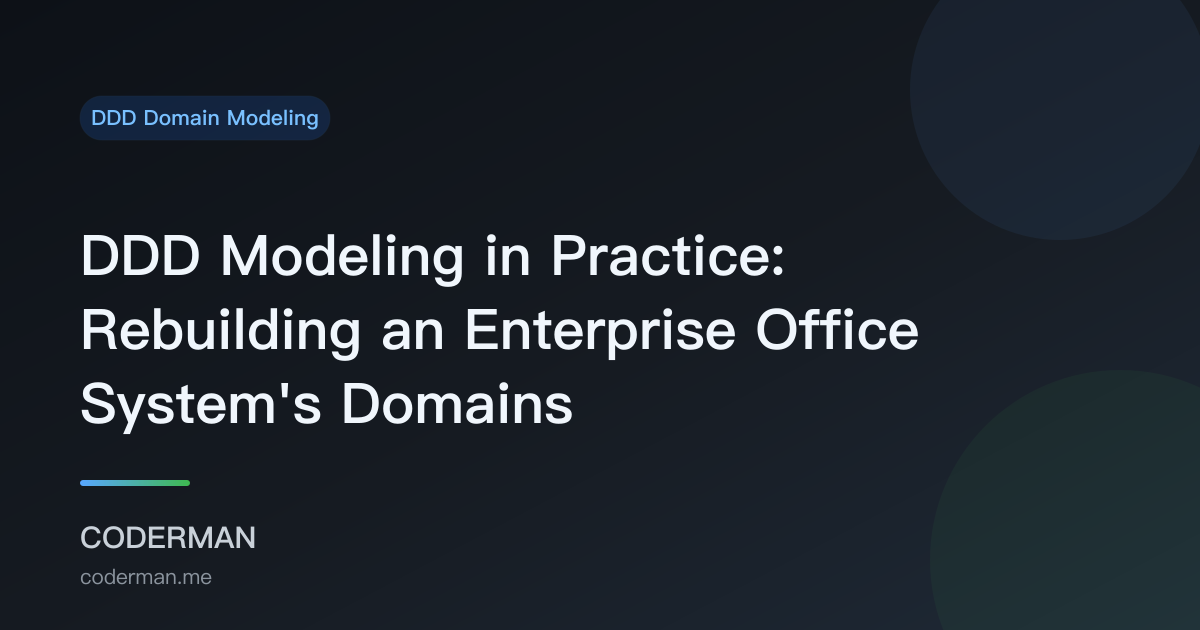 DDD Domain Modeling
DDD Modeling in Practice:
Rebuilding an Enterprise Office
System's Domains
CODERMAN
coderman.me